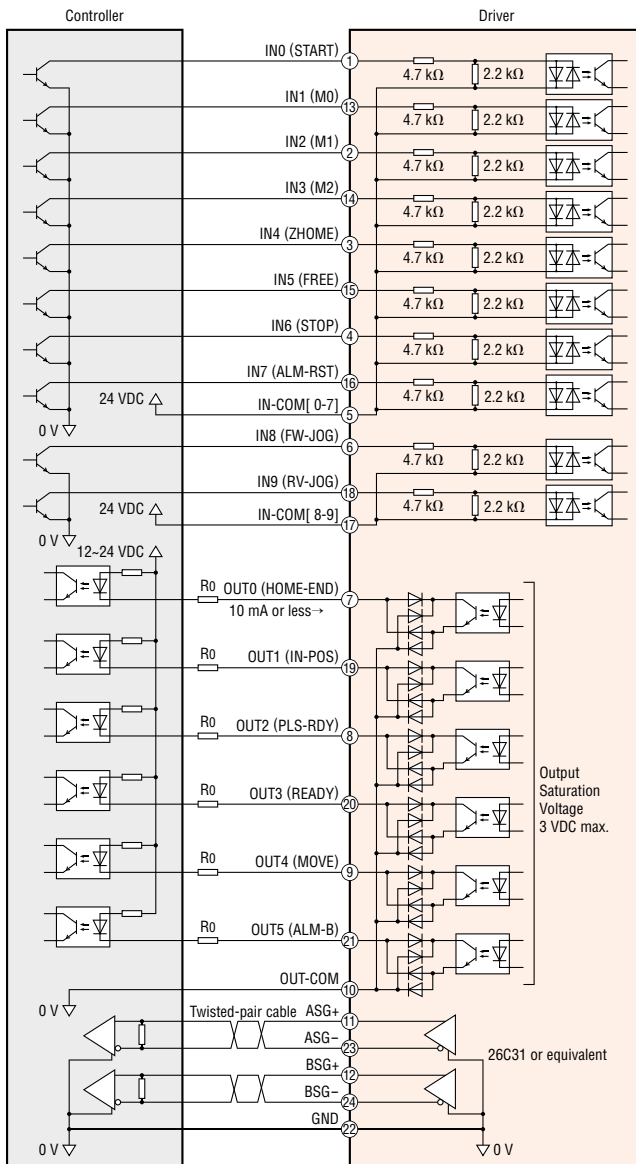 Controller Driver
IN0 (START) 1 4.7 kΩ 2.2 kΩ
IN1 (M0) 13 4.7 kΩ 2.2 kΩ
IN2 (M1) 2 4.7 kΩ 2.2 kΩ
IN3 (M2) 14 4.7 kΩ 2.2 kΩ
IN4 (ZHOME) 3 4.7 kΩ 2.2 kΩ
IN5 (FREE) 15 4.7 kΩ 2.2 kΩ
IN6 (STOP) 4 4.7 kΩ 2.2 kΩ
IN7 (ALM-RST) 16 4.7 kΩ 2.2 kΩ
24 VDC IN-COM[ 0-7] 5
0 V IN8 (FW-JOG) 6 4.7 kΩ 2.2 kΩ
IN9 (RV-JOG) 18 4.7 kΩ 2.2 kΩ
24 VDC IN-COM[ 8-9] 17
0 V
12~24 VDC
R0 OUT0 (HOME-END) 7
10 mA or less→
R0 OUT1 (IN-POS) 19
R0 OUT2 (PLS-RDY) 8
Output
Saturation
Voltage
3 VDC max.
R0 OUT3 (READY) 20
R0 OUT4 (MOVE) 9
R0 OUT5 (ALM-B) 21
OUT-COM 10
0 V
Twisted-pair cable ASG+ 11
ASG− 23
26C31 or equivalent
BSG+ 12
BSG− 24
GND 22
0 V 0 V